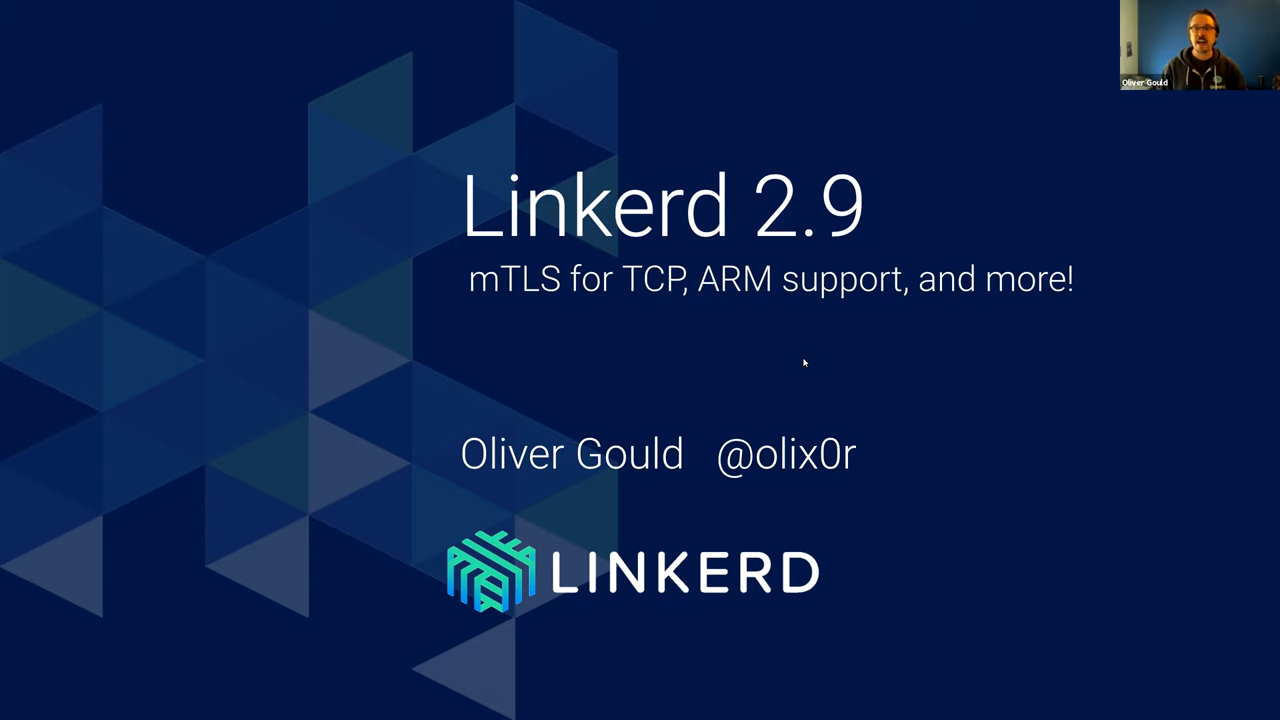 Oliver Gould
Linkerd 2.9
mTLS for TCP, ARM support, and more!
Oliver Gould @olix0r
LINKERD